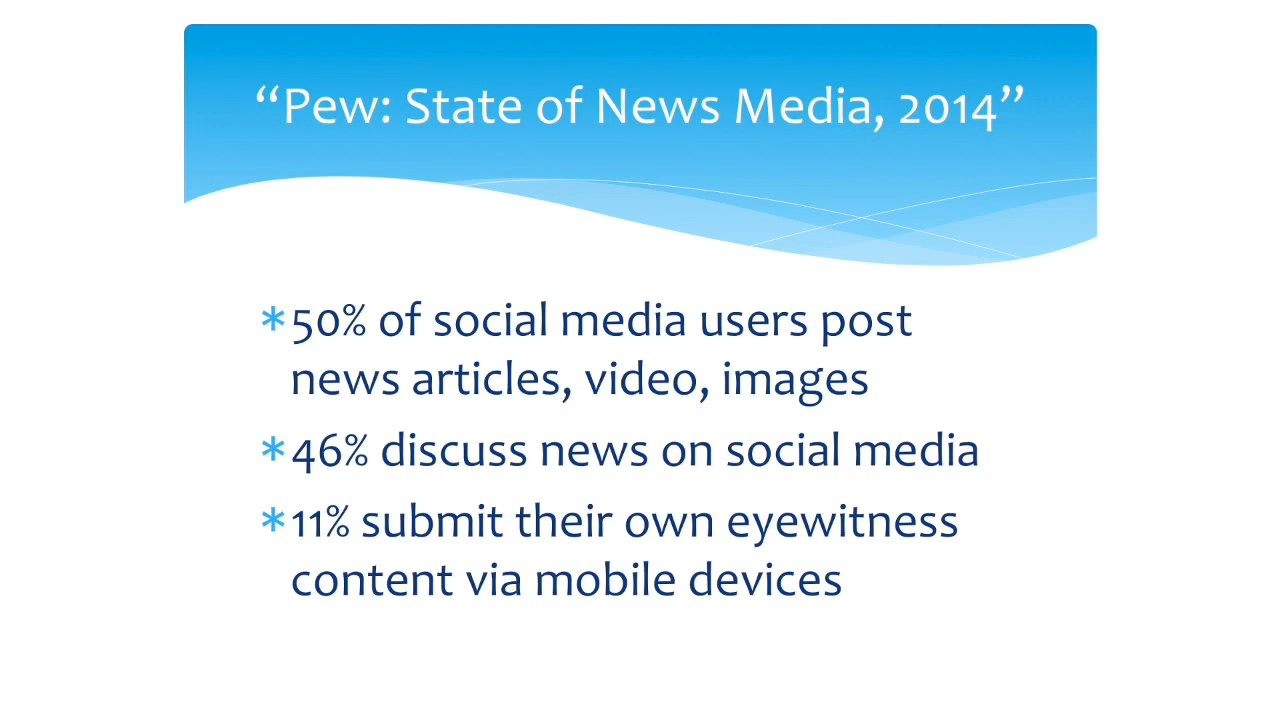 “Pew: State of News Media, 2014”
*50% of social media users post
news articles, video, images
*46% discuss news on social media
*11% submit their own eyewitness
content via mobile devices